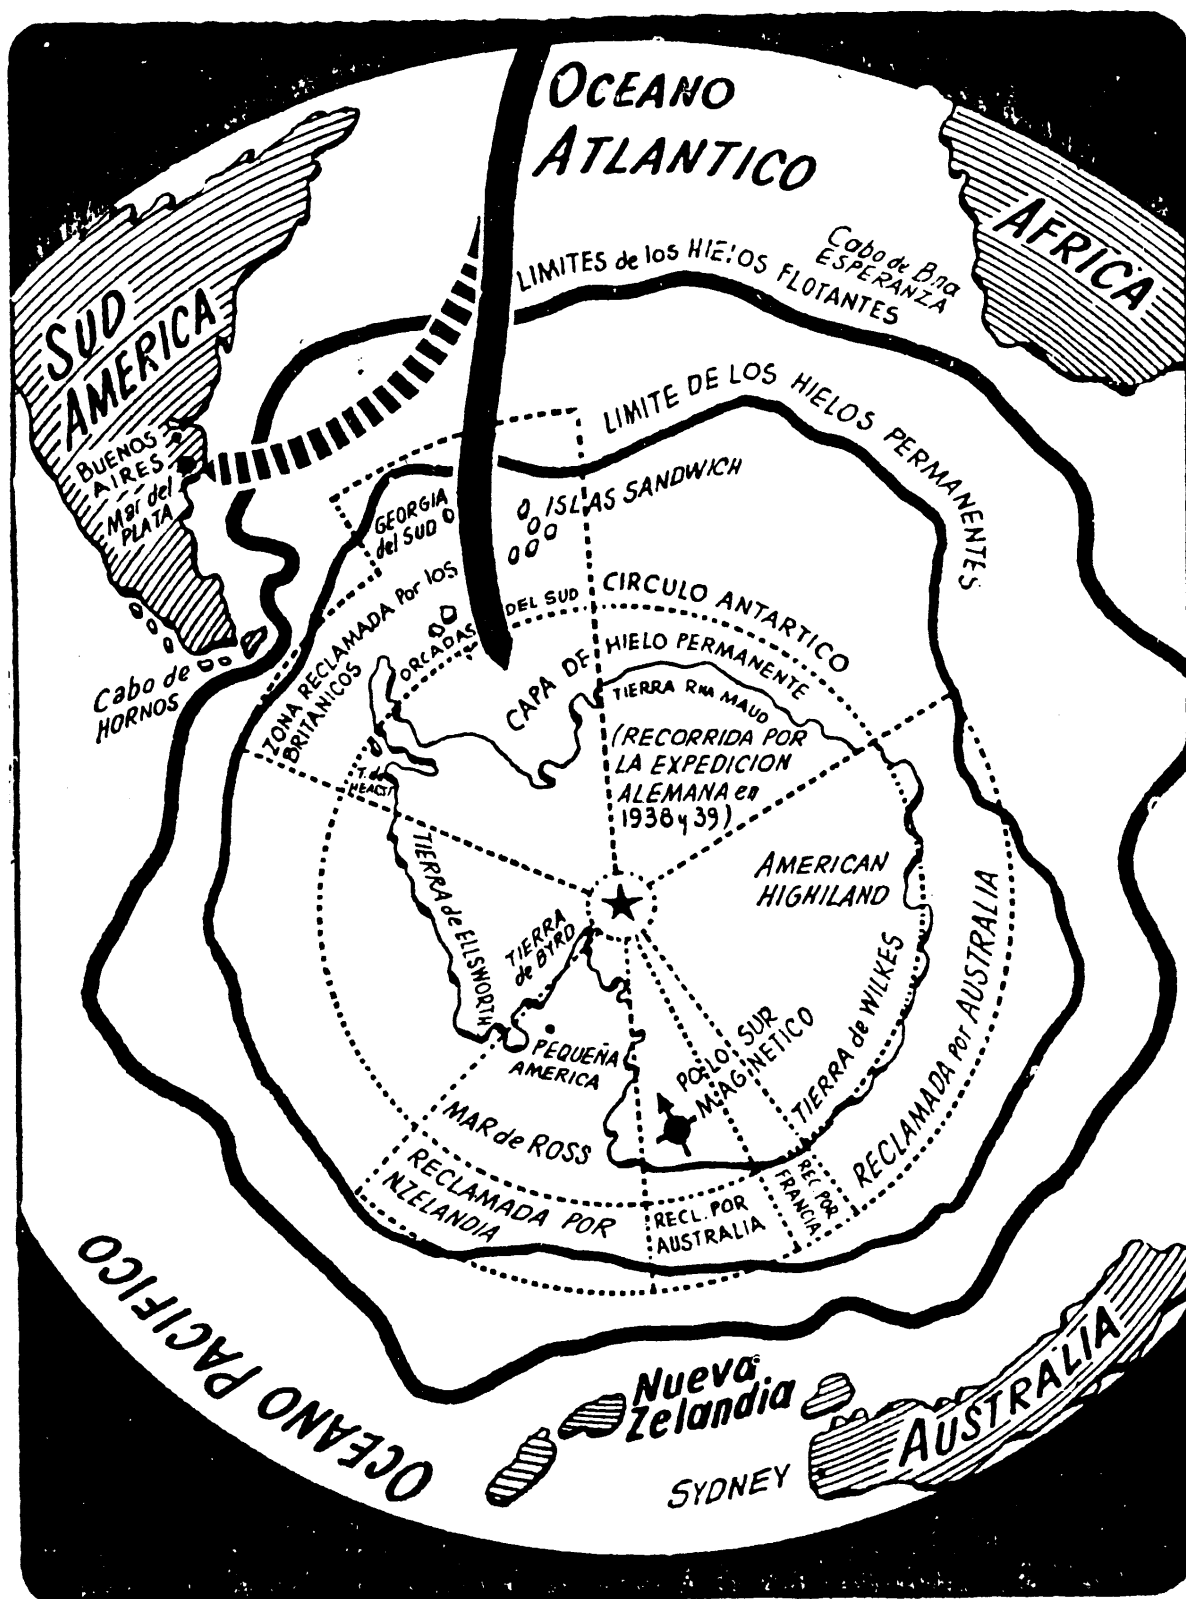 OCEANO
ATLANTICO
AFRICA
Cabo de Bna
ESPERANZA
LIMITES de los HIELOS FLOTANTES
SUD
AMERICA
LIMITE DE LOS HIELOS PERMANENTES
BUENOS
AIRES
Mar del
PLATA
GEORGIA
del SUD
ISLAS SANDWICH
ZONA RECLAMADA Por los
BRITANICOS
ORCADAS DEL SUD
CIRCULO ANTARTICO
CAPA DE HIELO PERMANENTE
TIERRA Rna MAUD
Cabo de
HORNOS
(RECORRIDA POR
LA EXPEDICION
ALEMANA en
1938 y 39)
T. de
TIERRA de ELLSWORTH
AMERICAN
HIGHILAND
TIERRA
de BYRD
PEQUEÑA
AMERICA
POLO SUR
MAGNETICO
TIERRA de WILKES
RECLAMADA por AUSTRALIA
MAR de ROSS
RECLAMADA POR
NZELANDIA
RECL. POR
AUSTRALIA
REC POR
FRANCIA
OCEANO PACIFICO
Nueva
Zelandia
AUSTRALIA
SYDNEY